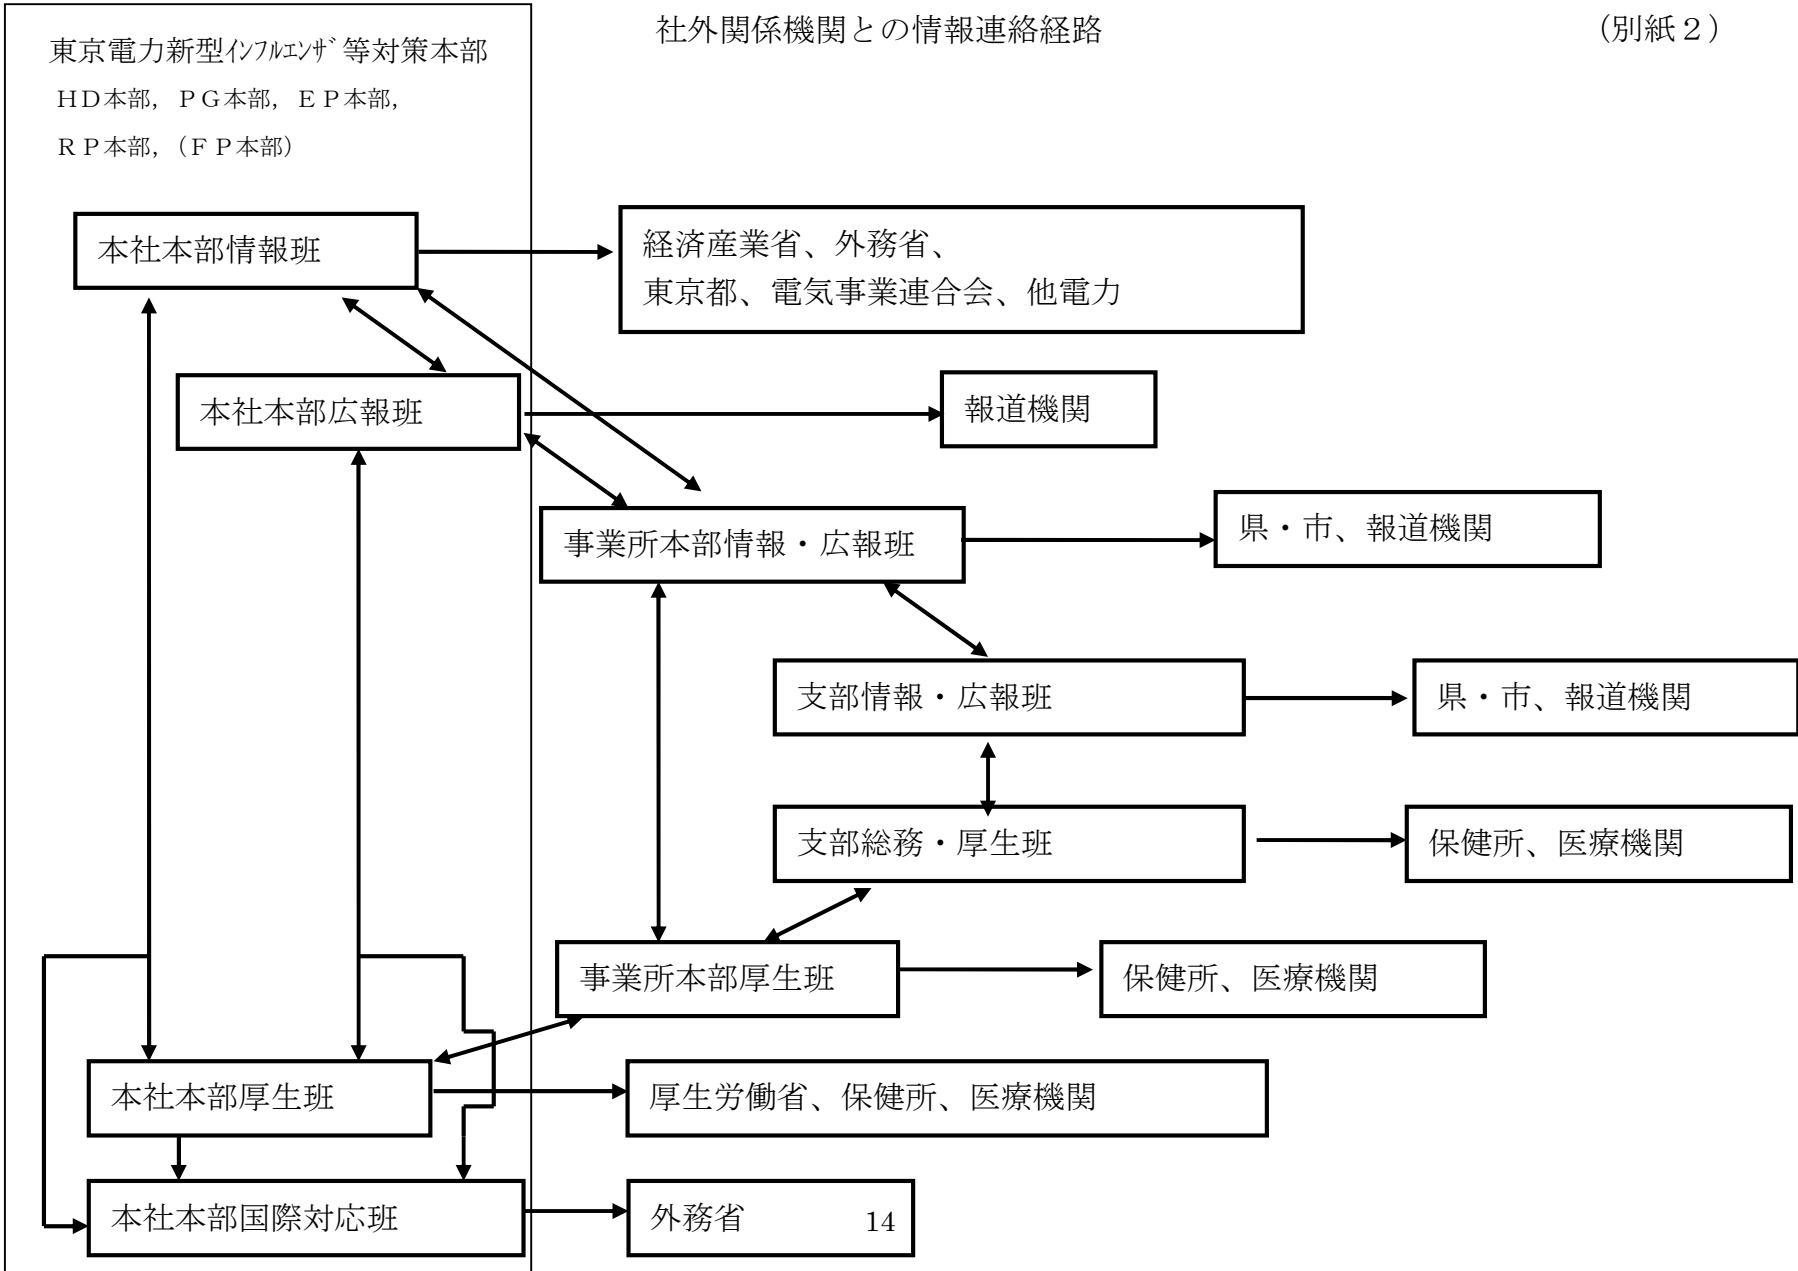 社外関係機関との情報連絡経路
(別紙2)
東京電力新型ｲﾝﾌﾙｴﾝｻﾞ等対策本部
ＨＤ本部，ＰＧ本部，ＥＰ本部，
ＲＰ本部，（ＦＰ本部）
本社本部情報班
経済産業省、外務省、
東京都、電気事業連合会、他電力
本社本部広報班
報道機関
事業所本部情報・広報班
県・市、報道機関
支部情報・広報班
県・市、報道機関
支部総務・厚生班
保健所、医療機関
事業所本部厚生班
保健所、医療機関
本社本部厚生班
厚生労働省、保健所、医療機関
本社本部国際対応班
外務省
14